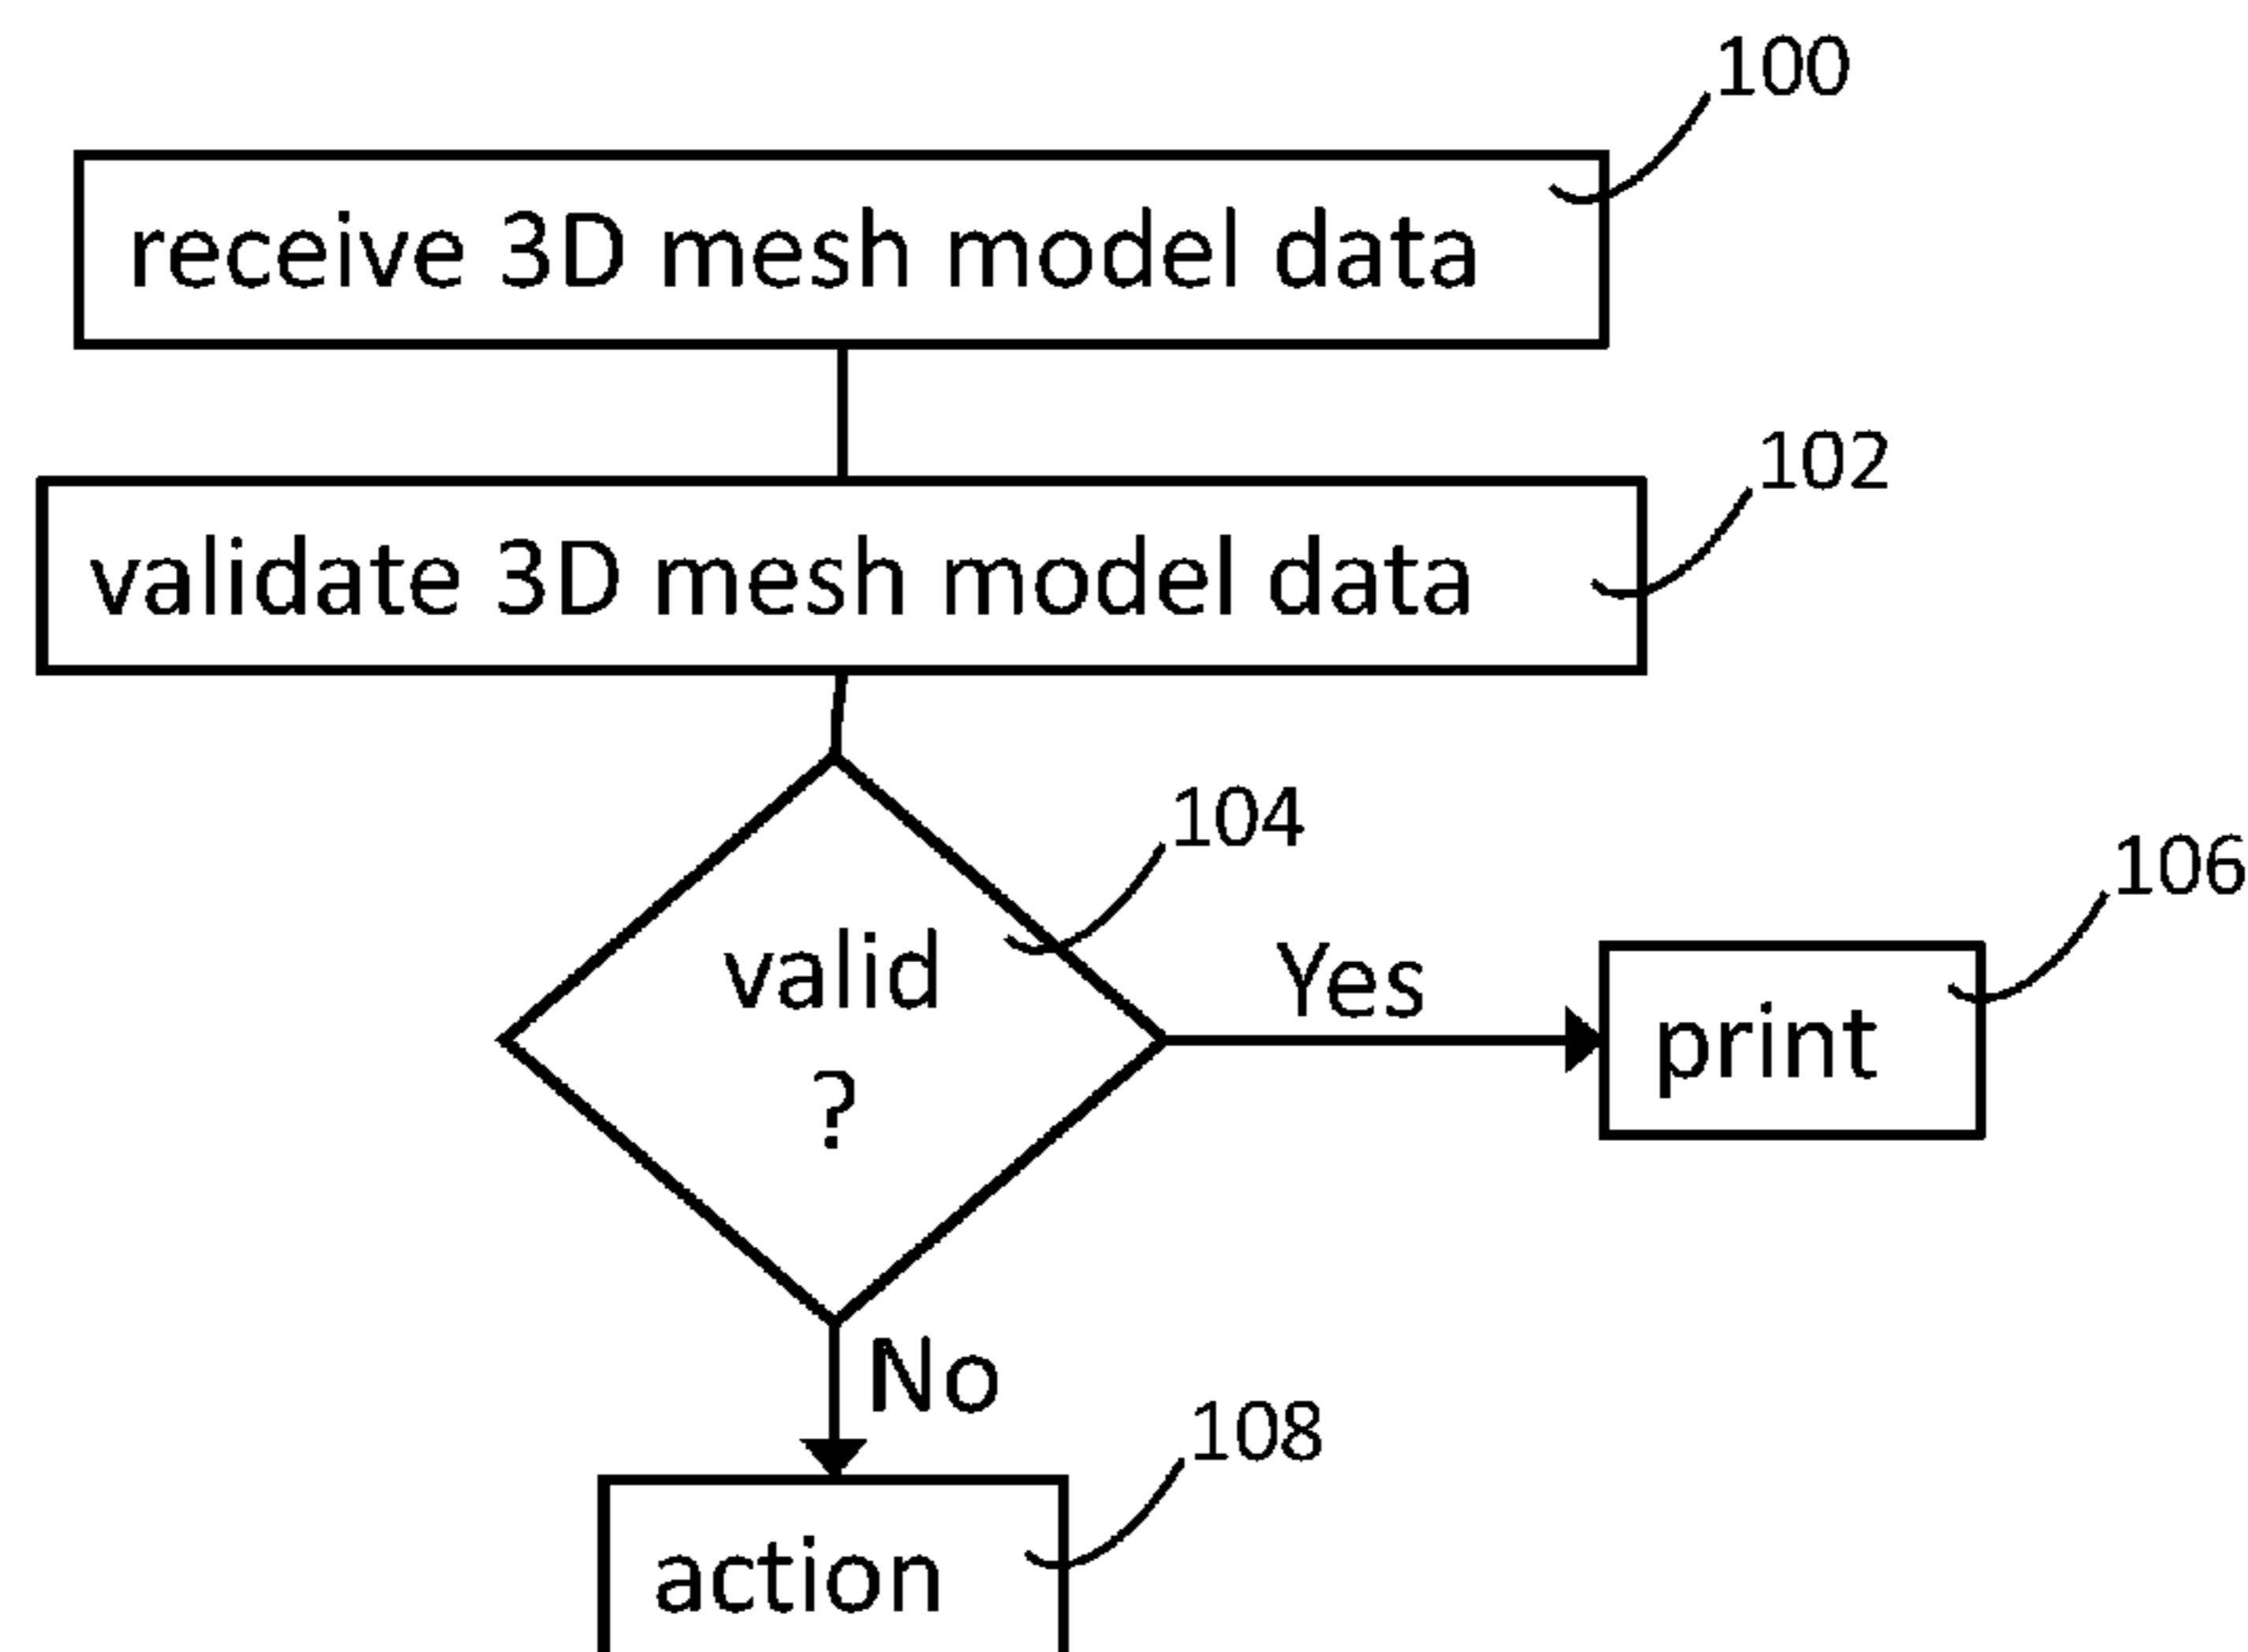 100
receive 3D mesh model data
102
validate 3D mesh model data
104
valid
?
Yes
106
print
No
108
action